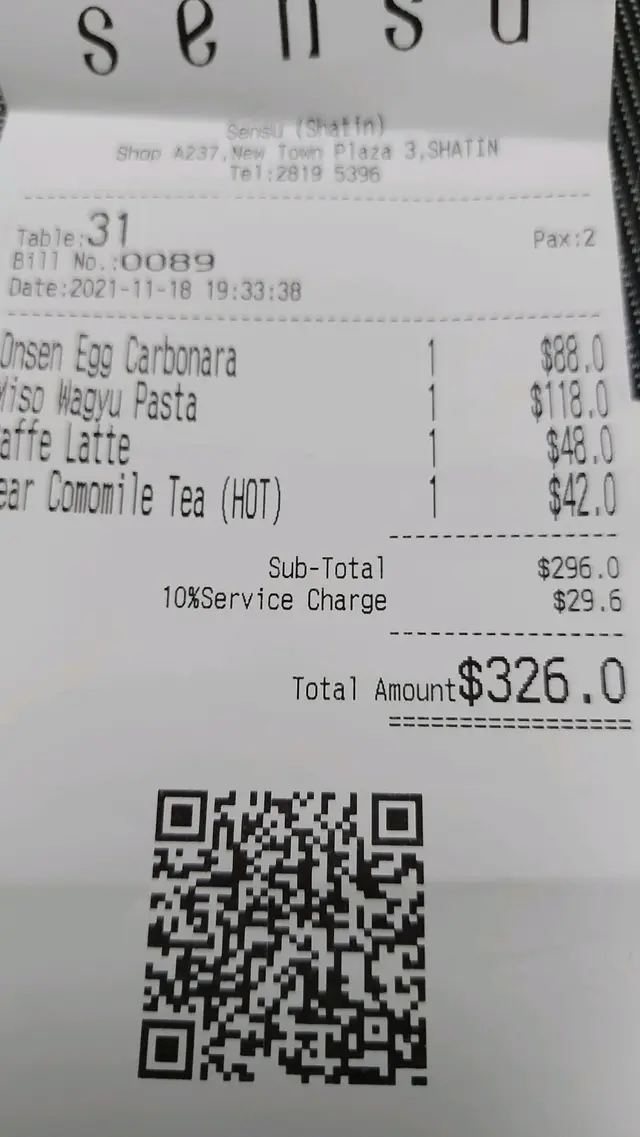 sensu
Sensu (Shatin)
Shop A237,New Town Plaza 3,SHATIN
Tel:2819 5396
Table:31 Pax:2
Bill No.:0089
Date:2021-11-18 19:33:38
Onsen Egg Carbonara 1 $88.0
Miso Wagyu Pasta 1 $118.0
affe Latte 1 $48.0
ear Comomile Tea (HOT) 1 $42.0
Sub-Total $296.0
10%Service Charge $29.6
Total Amount $326.0